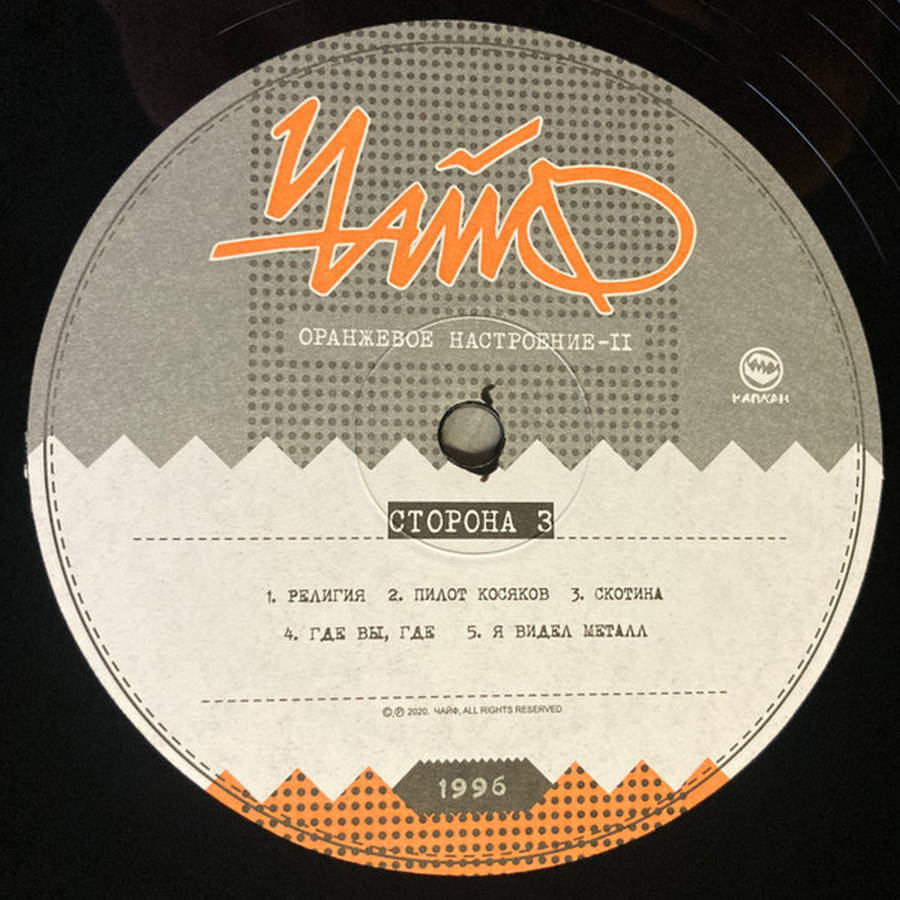 Чайф
ОРАНЖЕВОЕ НАСТРОЕНИЕ-II
КАПКАН
СТОРОНА 3
1. РЕЛИГИЯ 2. ПИЛОТ КОСЯКОВ 3. СКОТИНА
4. ГДЕ ВЫ, ГДЕ 5. Я ВИДЕЛ МЕТАЛЛ
©,℗ 2020. ЧАЙФ, ALL RIGHTS RESERVED
1996